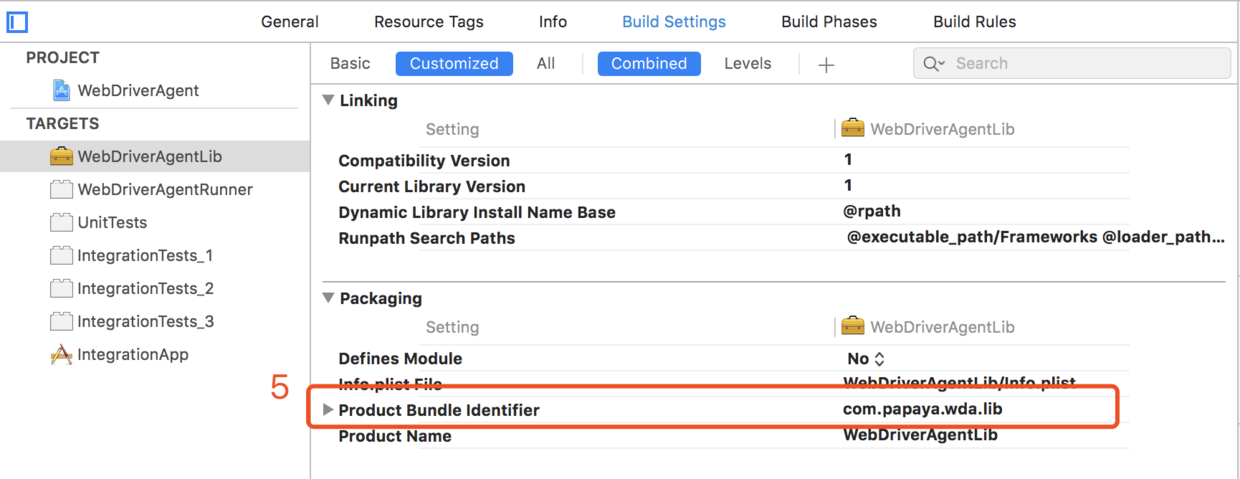 General Resource Tags Info Build Settings Build Phases Build Rules
PROJECT
WebDriverAgent
TARGETS
WebDriverAgentLib
WebDriverAgentRunner
UnitTests
IntegrationTests_1
IntegrationTests_2
IntegrationTests_3
IntegrationApp
Basic Customized All Combined Levels + Search
Linking
Setting WebDriverAgentLib
Compatibility Version 1
Current Library Version 1
Dynamic Library Install Name Base @rpath
Runpath Search Paths @executable_path/Frameworks @loader_path...
Packaging
Setting WebDriverAgentLib
Defines Module No
Info.plist File WebDriverAgentLib/Info.plist
5
Product Bundle Identifier com.papaya.wda.lib
Product Name WebDriverAgentLib